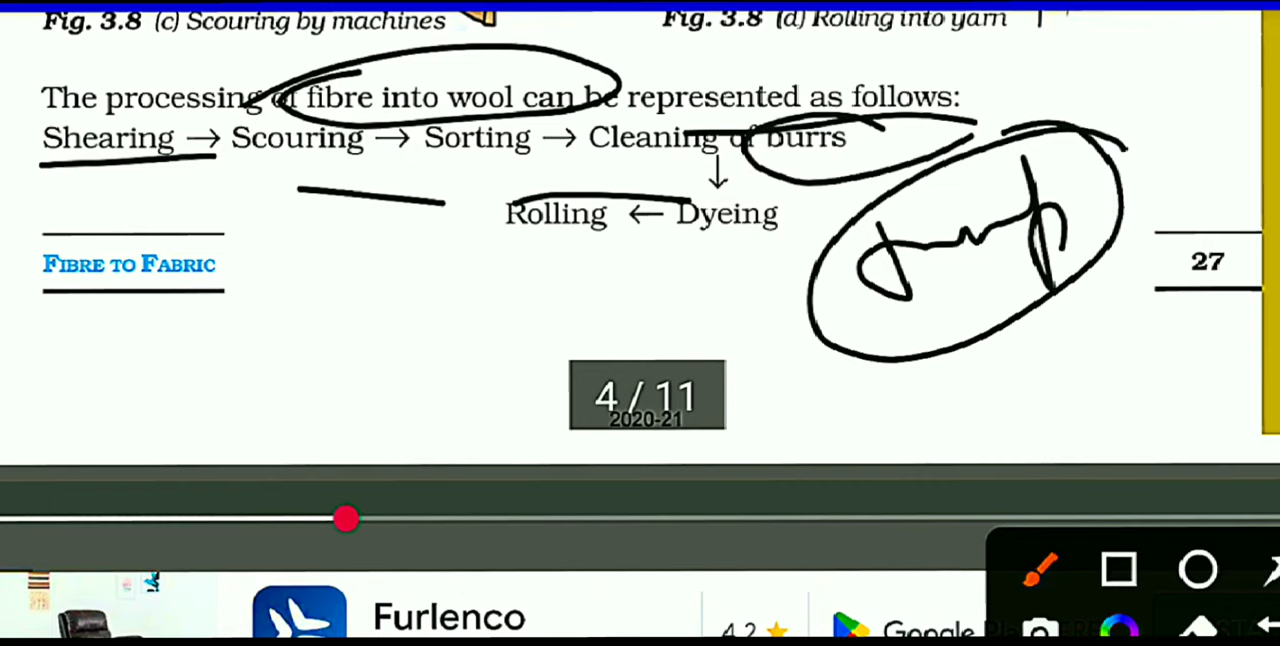 Fig. 3.8 (c) Scouring by machines
Fig. 3.8 (d) Rolling into yarn
The processing of fibre into wool can be represented as follows:
Shearing → Scouring → Sorting → Cleaning of burrs
↓
Rolling ← Dyeing
FIBRE TO FABRIC
27
4 / 11
2020-21
Furlenco
4.2
Google